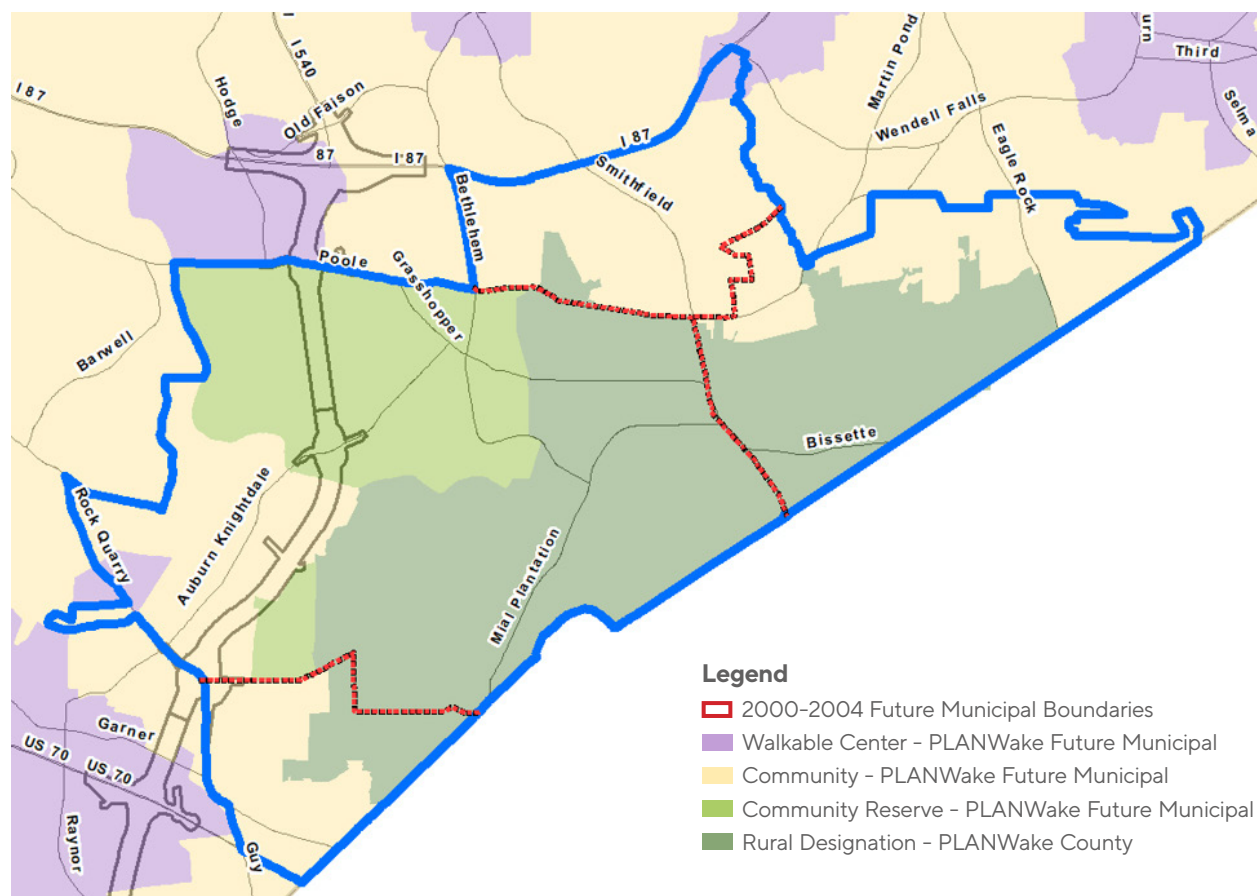 I
I 540
I 87
Hodge
Old Faison
87
I 87
I 87
Martin Pond
urn
Third
Selma
Wendell Falls
Eagle Rock
Smithfield
Bethlehem
Poole
Grasshopper
Barwell
Bissette
Rock Quarry
Auburn Knightdale
Mial Plantation
Garner
US 70
US 70
Raynor
Guy
Legend
2000-2004 Future Municipal Boundaries
Walkable Center - PLANWake Future Municipal
Community - PLANWake Future Municipal
Community Reserve - PLANWake Future Municipal
Rural Designation - PLANWake County